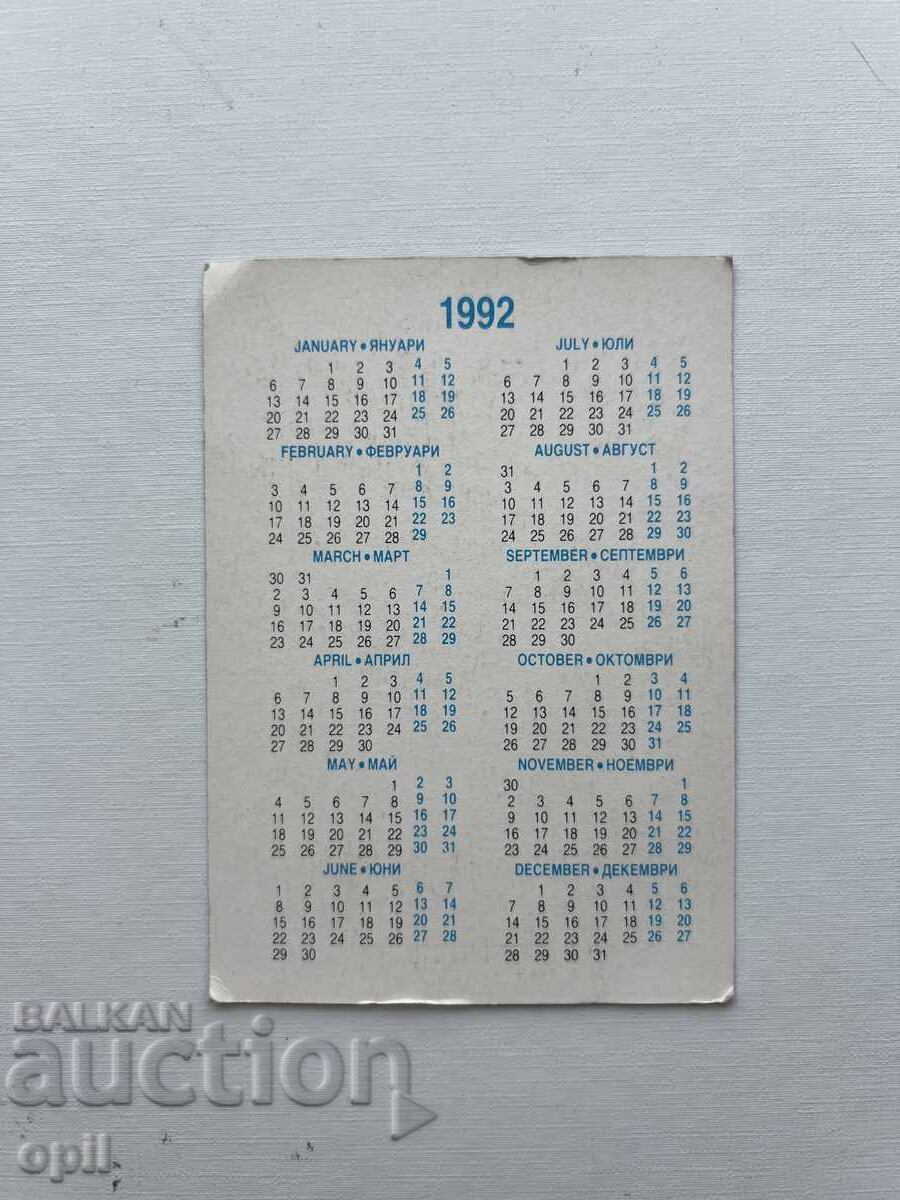 1992
JANUARY • ЯНУАРИ
1 2 3 4 5
6 7 8 9 10 11 12
13 14 15 16 17 18 19
20 21 22 23 24 25 26
27 28 29 30 31
FEBRUARY • ФЕВРУАРИ
1 2
3 4 5 6 7 8 9
10 11 12 13 14 15 16
17 18 19 20 21 22 23
24 25 26 27 28 29
MARCH • МАРТ
30 31 1
2 3 4 5 6 7 8
9 10 11 12 13 14 15
16 17 18 19 20 21 22
23 24 25 26 27 28 29
APRIL • АПРИЛ
1 2 3 4 5
6 7 8 9 10 11 12
13 14 15 16 17 18 19
20 21 22 23 24 25 26
27 28 29 30
MAY • МАЙ
1 2 3
4 5 6 7 8 9 10
11 12 13 14 15 16 17
18 19 20 21 22 23 24
25 26 27 28 29 30 31
JUNE • ЮНИ
1 2 3 4 5 6 7
8 9 10 11 12 13 14
15 16 17 18 19 20 21
22 23 24 25 26 27 28
29 30
JULY • ЮЛИ
1 2 3 4 5
6 7 8 9 10 11 12
13 14 15 16 17 18 19
20 21 22 23 24 25 26
27 28 29 30 31
AUGUST • АВГУСТ
31 1 2
3 4 5 6 7 8 9
10 11 12 13 14 15 16
17 18 19 20 21 22 23
24 25 26 27 28 29 30
SEPTEMBER • СЕПТЕМВРИ
1 2 3 4 5 6
7 8 9 10 11 12 13
14 15 16 17 18 19 20
21 22 23 24 25 26 27
28 29 30
OCTOBER • ОКТОМВРИ
1 2 3 4
5 6 7 8 9 10 11
12 13 14 15 16 17 18
19 20 21 22 23 24 25
26 27 28 29 30 31
NOVEMBER • НОЕМВРИ
30 1
2 3 4 5 6 7 8
9 10 11 12 13 14 15
16 17 18 19 20 21 22
23 24 25 26 27 28 29
DECEMBER • ДЕКЕМВРИ
1 2 3 4 5 6
7 8 9 10 11 12 13
14 15 16 17 18 19 20
21 22 23 24 25 26 27
28 29 30 31
BALKAN
auction
opil